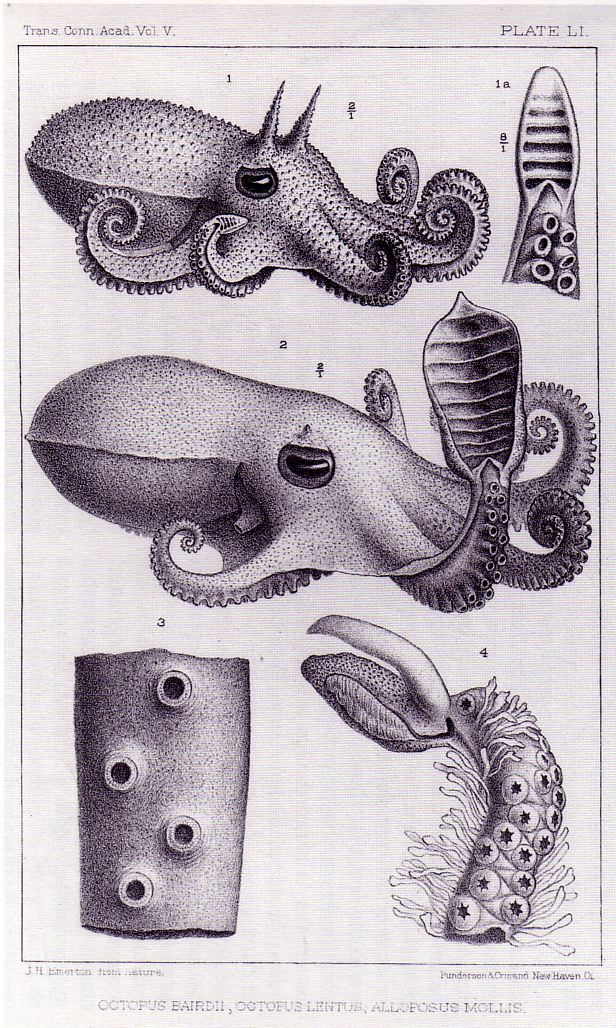 Trans. Conn. Acad. Vol V.
PLATE LI.
1
2/1
1a
8/1
2
2/1
3
4
J.H. Emerton from nature.
Punderson & Crisand New Haven, Ct.
OCTOPUS BAIRDII, OCTOPUS LENTUS, ALLOPOSUS MOLLIS.